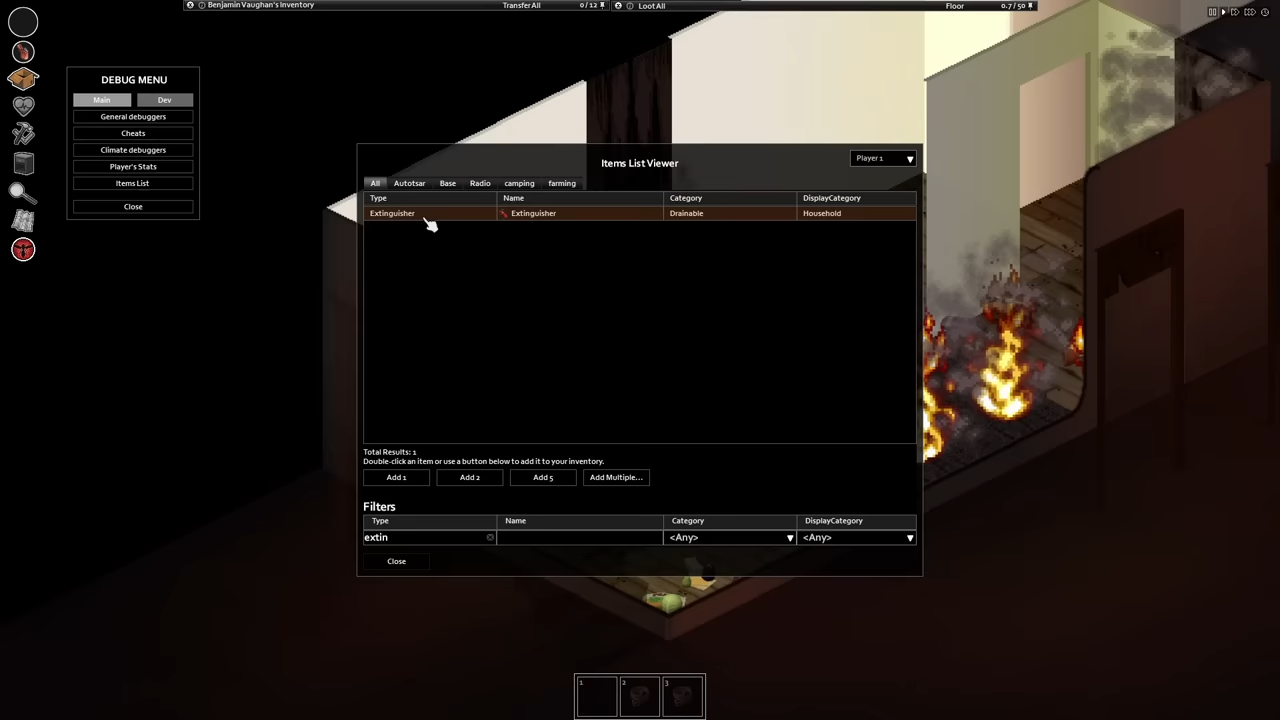 Benjamin Vaughan's Inventory Transfer All 0 / 12
Loot All Floor 0.7 / 50
DEBUG MENU
Main Dev
General debuggers
Cheats
Climate debuggers
Player's Stats
Items List
Close
Items List Viewer
Player 1
All Autotsar Base Radio camping farming
Type Name Category DisplayCategory
Extinguisher Extinguisher Drainable Household
Total Results: 1
Double-click an item or use a button below to add it to your inventory.
Add 1 Add 2 Add 5 Add Multiple...
Filters
Type Name Category DisplayCategory
extin <Any> <Any>
Close
1 2 3